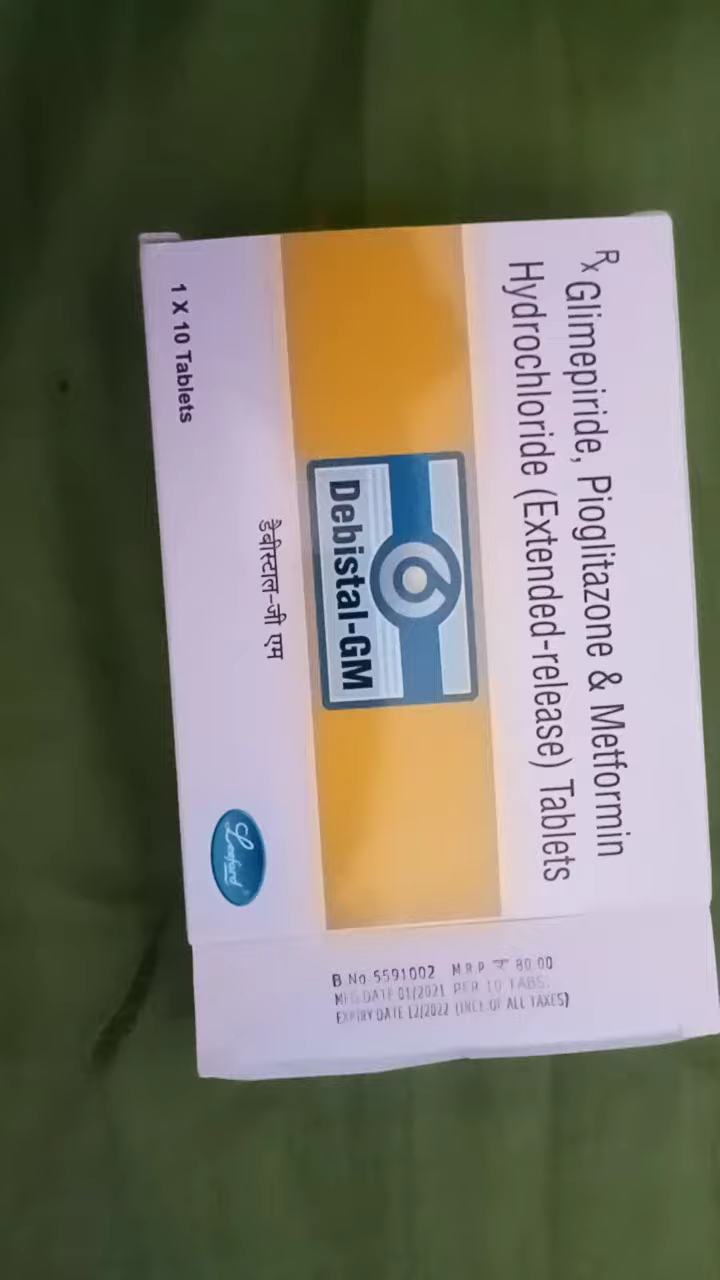 Rx Glimepiride, Pioglitazone & Metformin
Hydrochloride (Extended-release) Tablets
Debistal-GM
डैबीस्टाल-जी एम
1 X 10 Tablets
Leeford
B.No. 5591002 M.R.P. ₹ 80.00
MFG.DATE 01/2021 PER 10 TABS.
EXPIRY DATE 12/2022 (INCL.OF ALL TAXES)